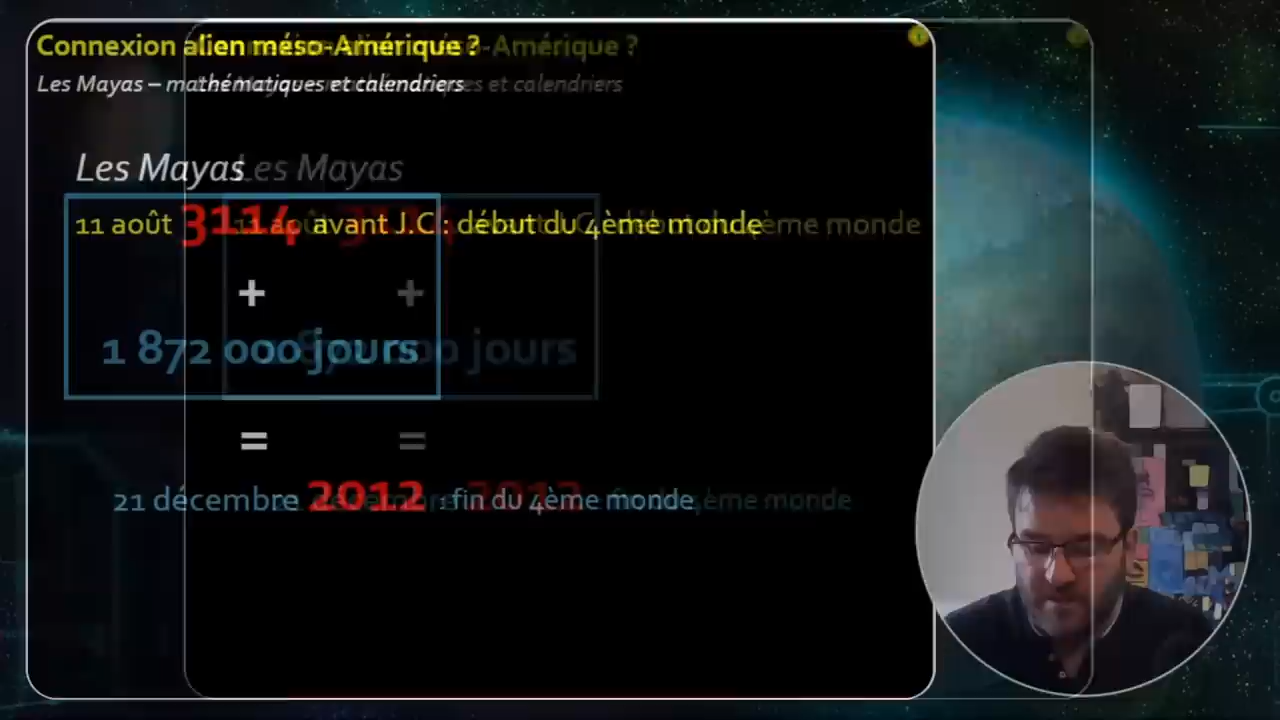 Connexion alien méso-Amérique ?
Les Mayas – mathématiques et calendriers
Les Mayas
11 août 3114 avant J.C : début du 4ème monde
+
1 872 000 jours
=
21 décembre 2012 : fin du 4ème monde